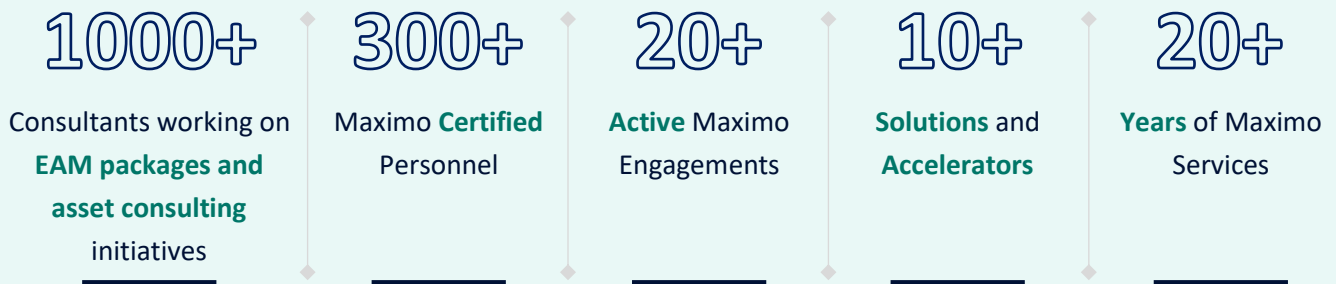 1000+
Consultants working on
EAM packages and
asset consulting
initiatives
300+
Maximo Certified
Personnel
20+
Active Maximo
Engagements
10+
Solutions and
Accelerators
20+
Years of Maximo
Services